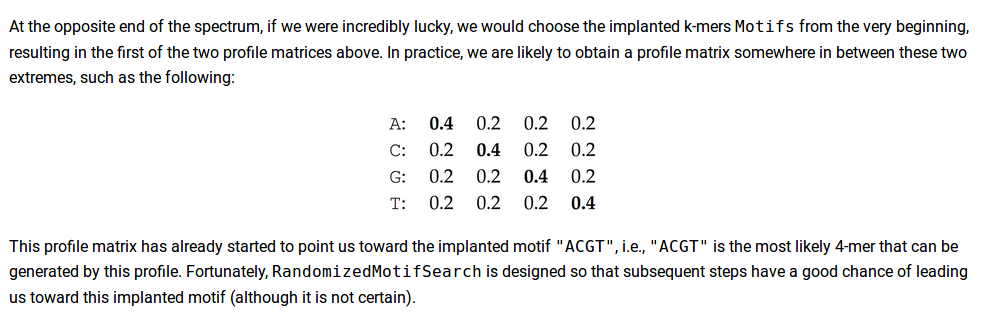 At the opposite end of the spectrum, if we were incredibly lucky, we would choose the implanted k-mers Motifs from the very beginning,
resulting in the first of the two profile matrices above. In practice, we are likely to obtain a profile matrix somewhere in between these two
extremes, such as the following:
A: 0.4 0.2 0.2 0.2
C: 0.2 0.4 0.2 0.2
G: 0.2 0.2 0.4 0.2
T: 0.2 0.2 0.2 0.4
This profile matrix has already started to point us toward the implanted motif "ACGT", i.e., "ACGT" is the most likely 4-mer that can be
generated by this profile. Fortunately, RandomizedMotifSearch is designed so that subsequent steps have a good chance of leading
us toward this implanted motif (although it is not certain).